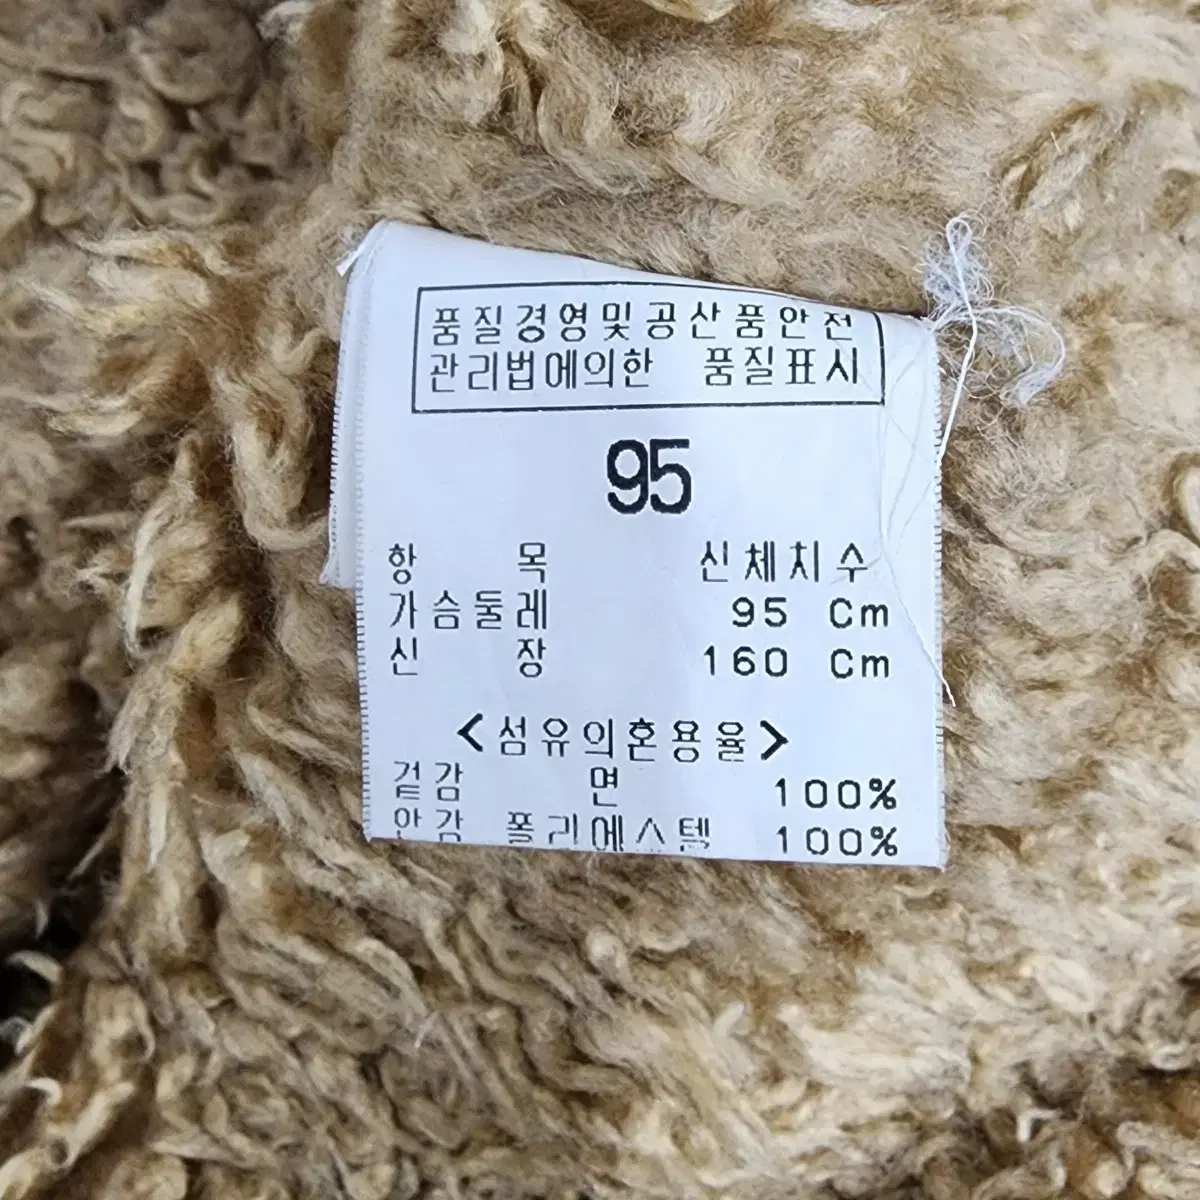 품질경영및공산품안전
관리법에의한 품질표시
95
항 목 신체치수
가슴둘레 95 Cm
신 장 160 Cm
<섬유의혼용율>
겉감 면 100%
안감 폴리에스텔 100%